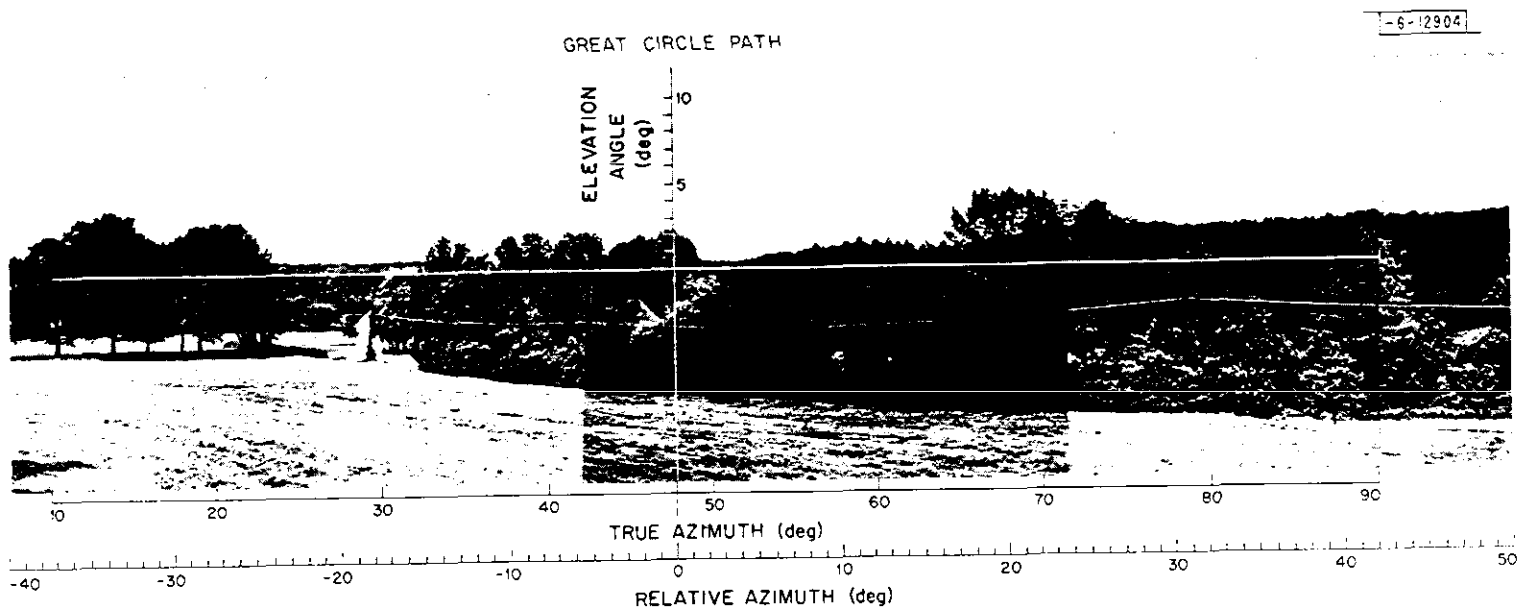 -6-12904
GREAT CIRCLE PATH
ELEVATION
ANGLE
(deg)
10
5
10 20 30 40 50 60 70 80 90
TRUE AZIMUTH (deg)
-40 -30 -20 -10 0 10 20 30 40 50
RELATIVE AZIMUTH (deg)